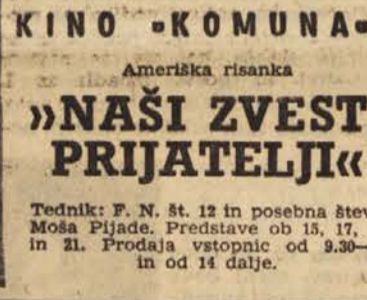 KINO »KOMUNA«
Ameriška risanka
»NAŠI ZVEST
PRIJATELJI«
Tednik: F. N. št. 12 in posebna štev
Moša Pijade. Predstave ob 15, 17,
in 21. Prodaja vstopnic od 9.30—
in od 14 dalje.